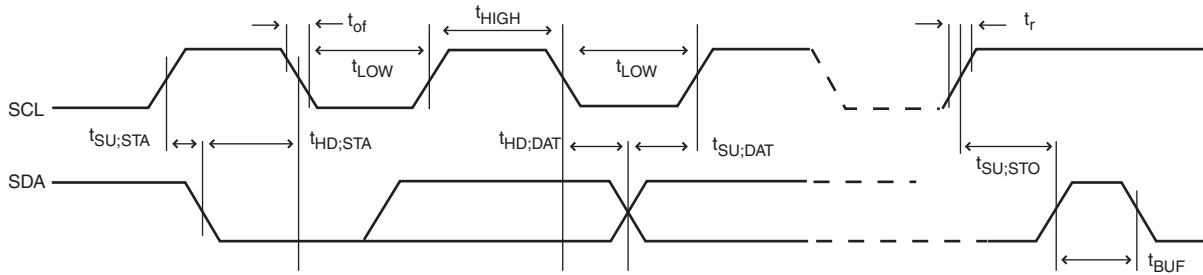 t_of
t_HIGH
t_r
t_LOW
t_LOW
SCL
t_SU;STA
t_HD;STA
t_HD;DAT
t_SU;DAT
t_SU;STO
SDA
t_BUF